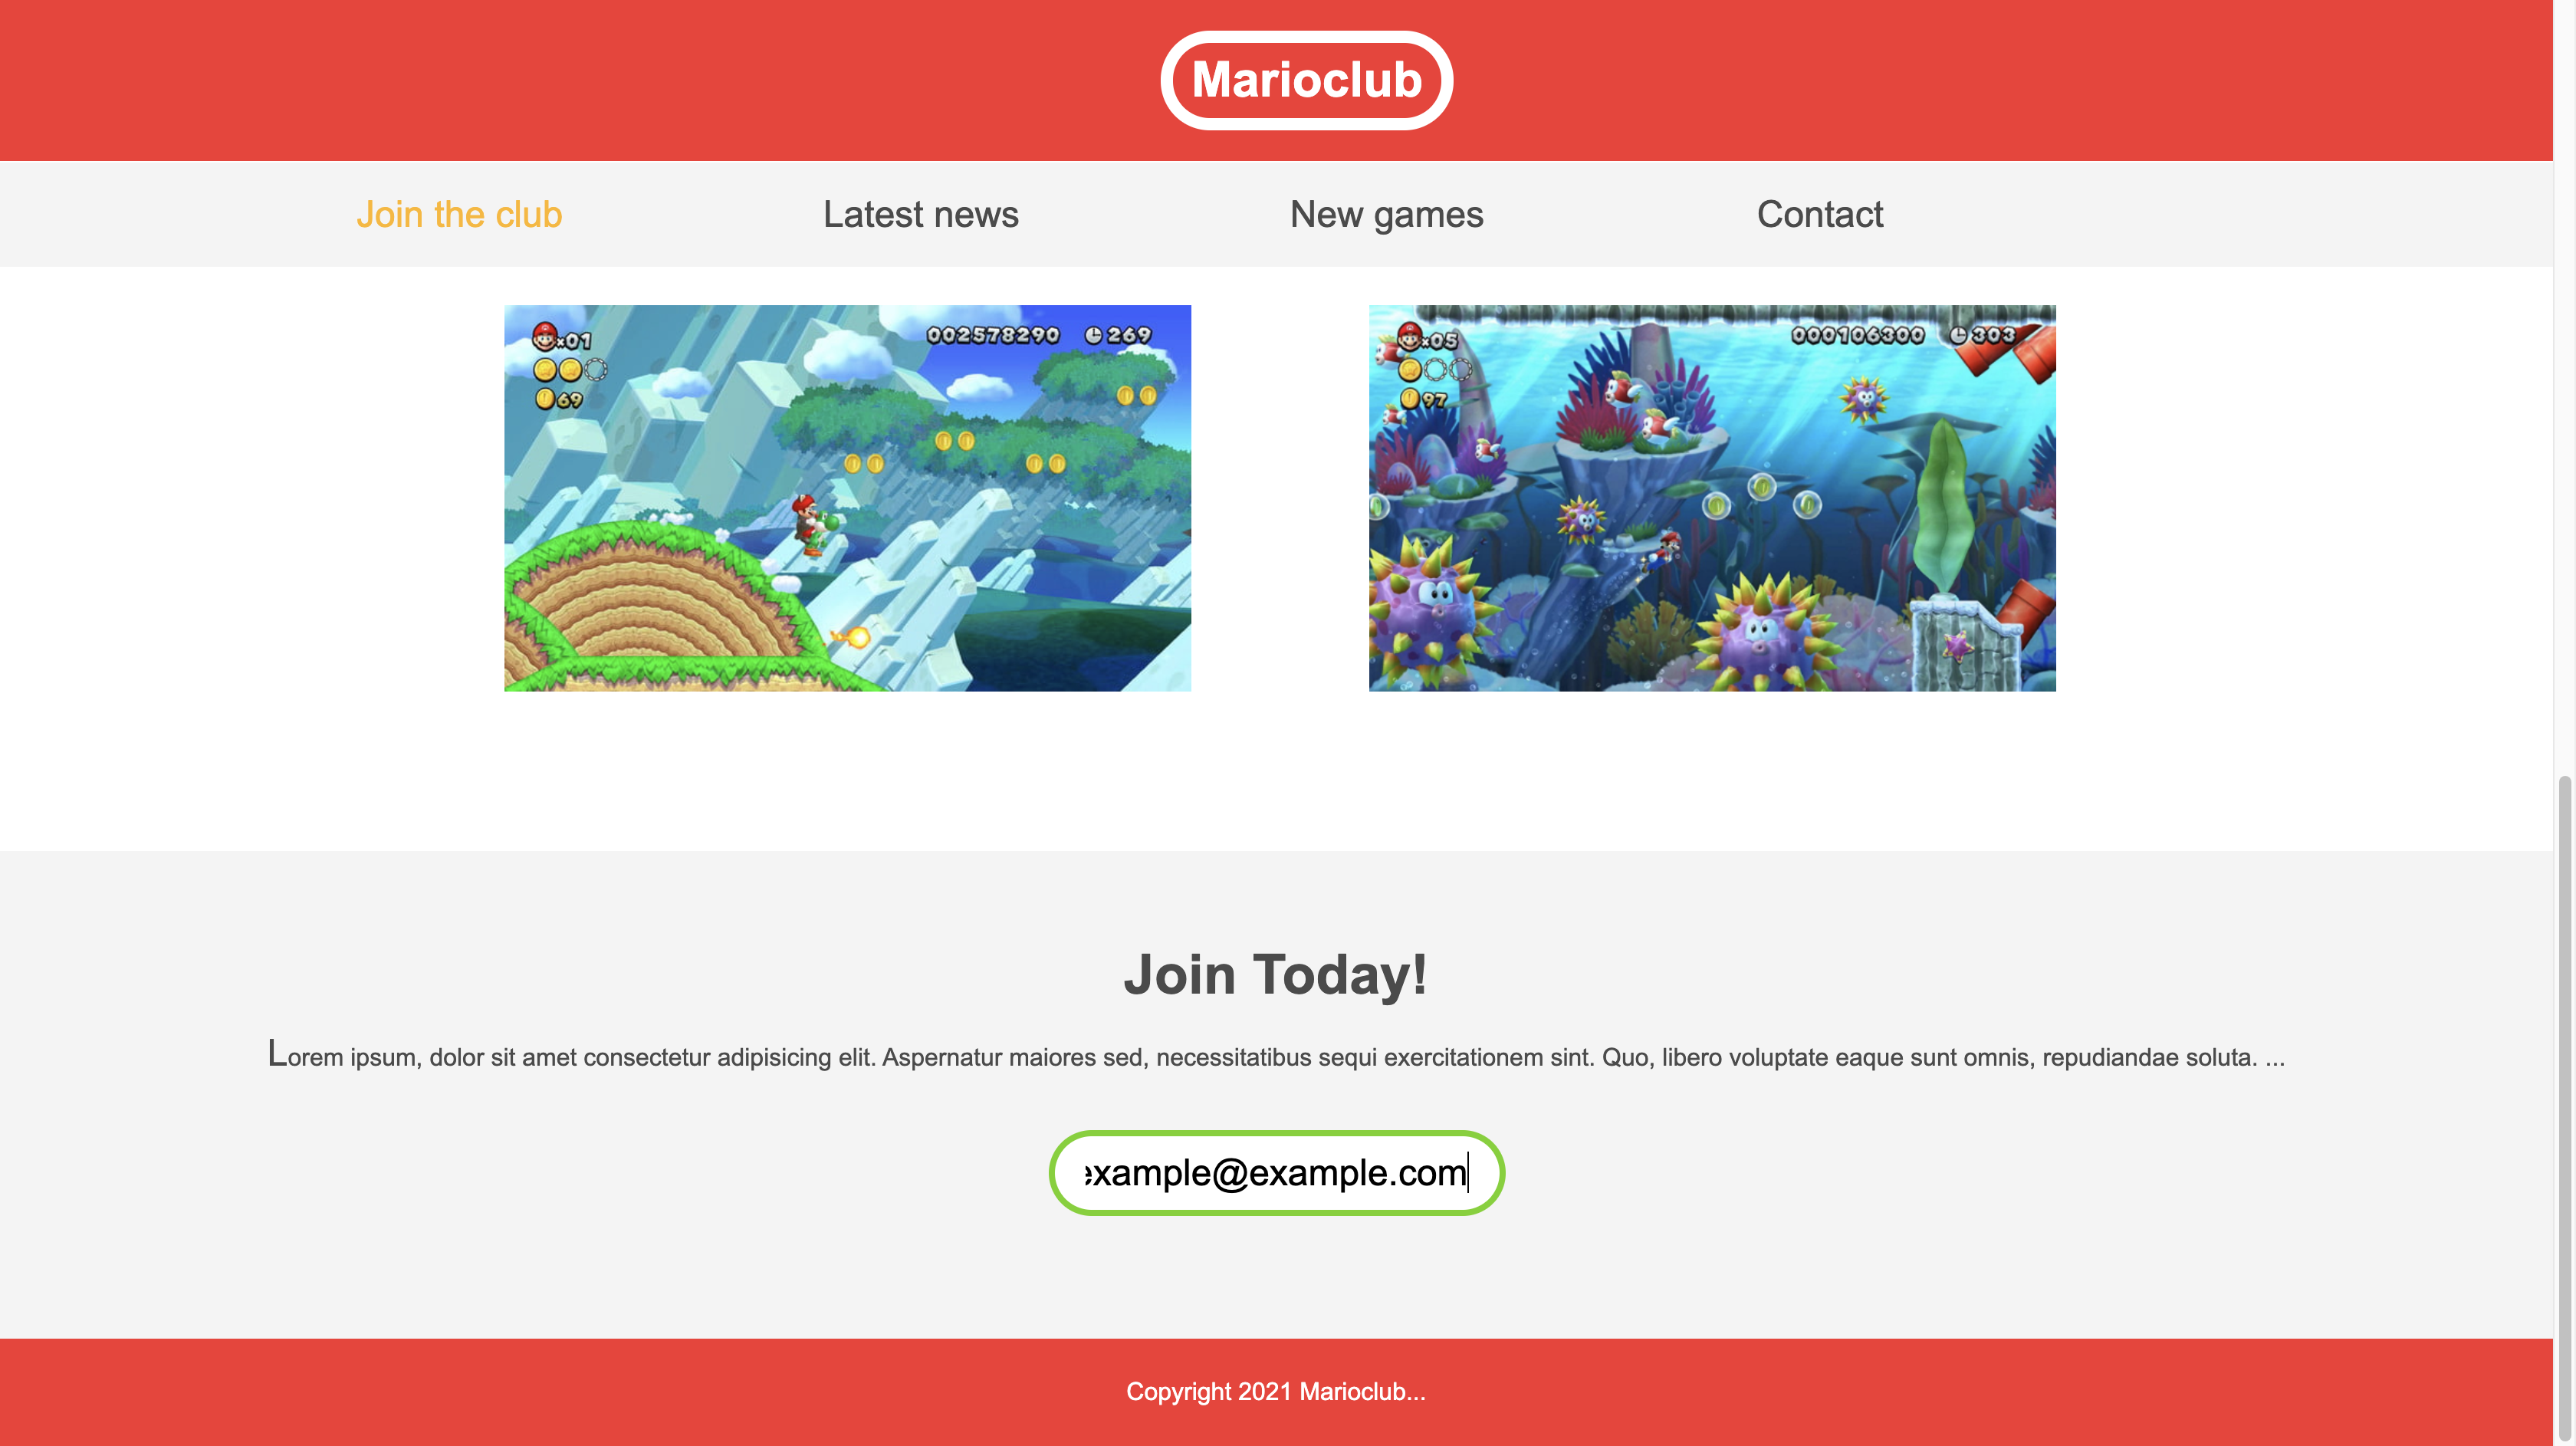 Marioclub
Join the club
Latest news
New games
Contact
×01
002578290
269
69
×05
000106300
303
97
Join Today!
Lorem ipsum, dolor sit amet consectetur adipisicing elit. Aspernatur maiores sed, necessitatibus sequi exercitationem sint. Quo, libero voluptate eaque sunt omnis, repudiandae soluta. ...
example@example.com
Copyright 2021 Marioclub...